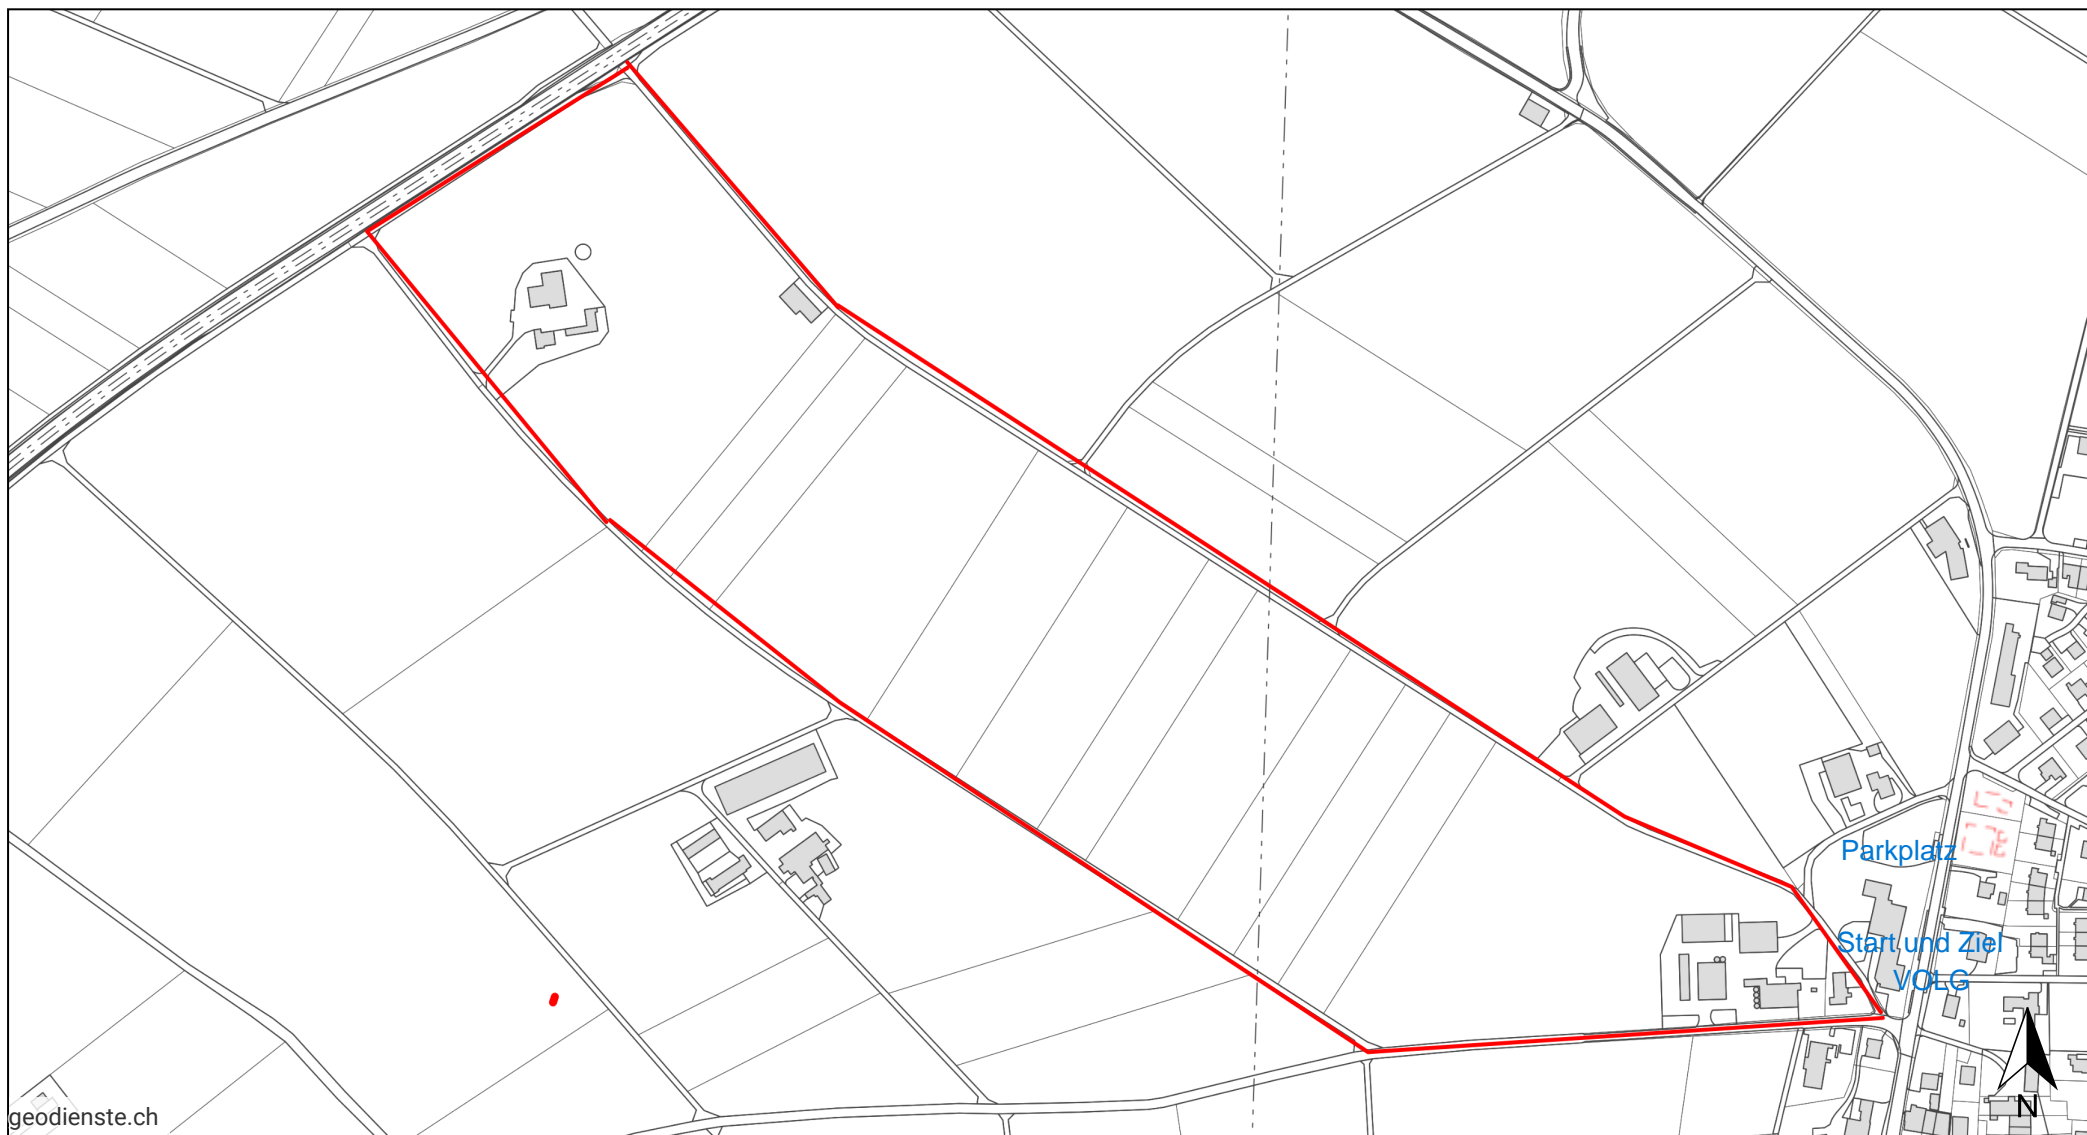 Parkplatz
Start und Ziel
VOLG
N
geodienste.ch